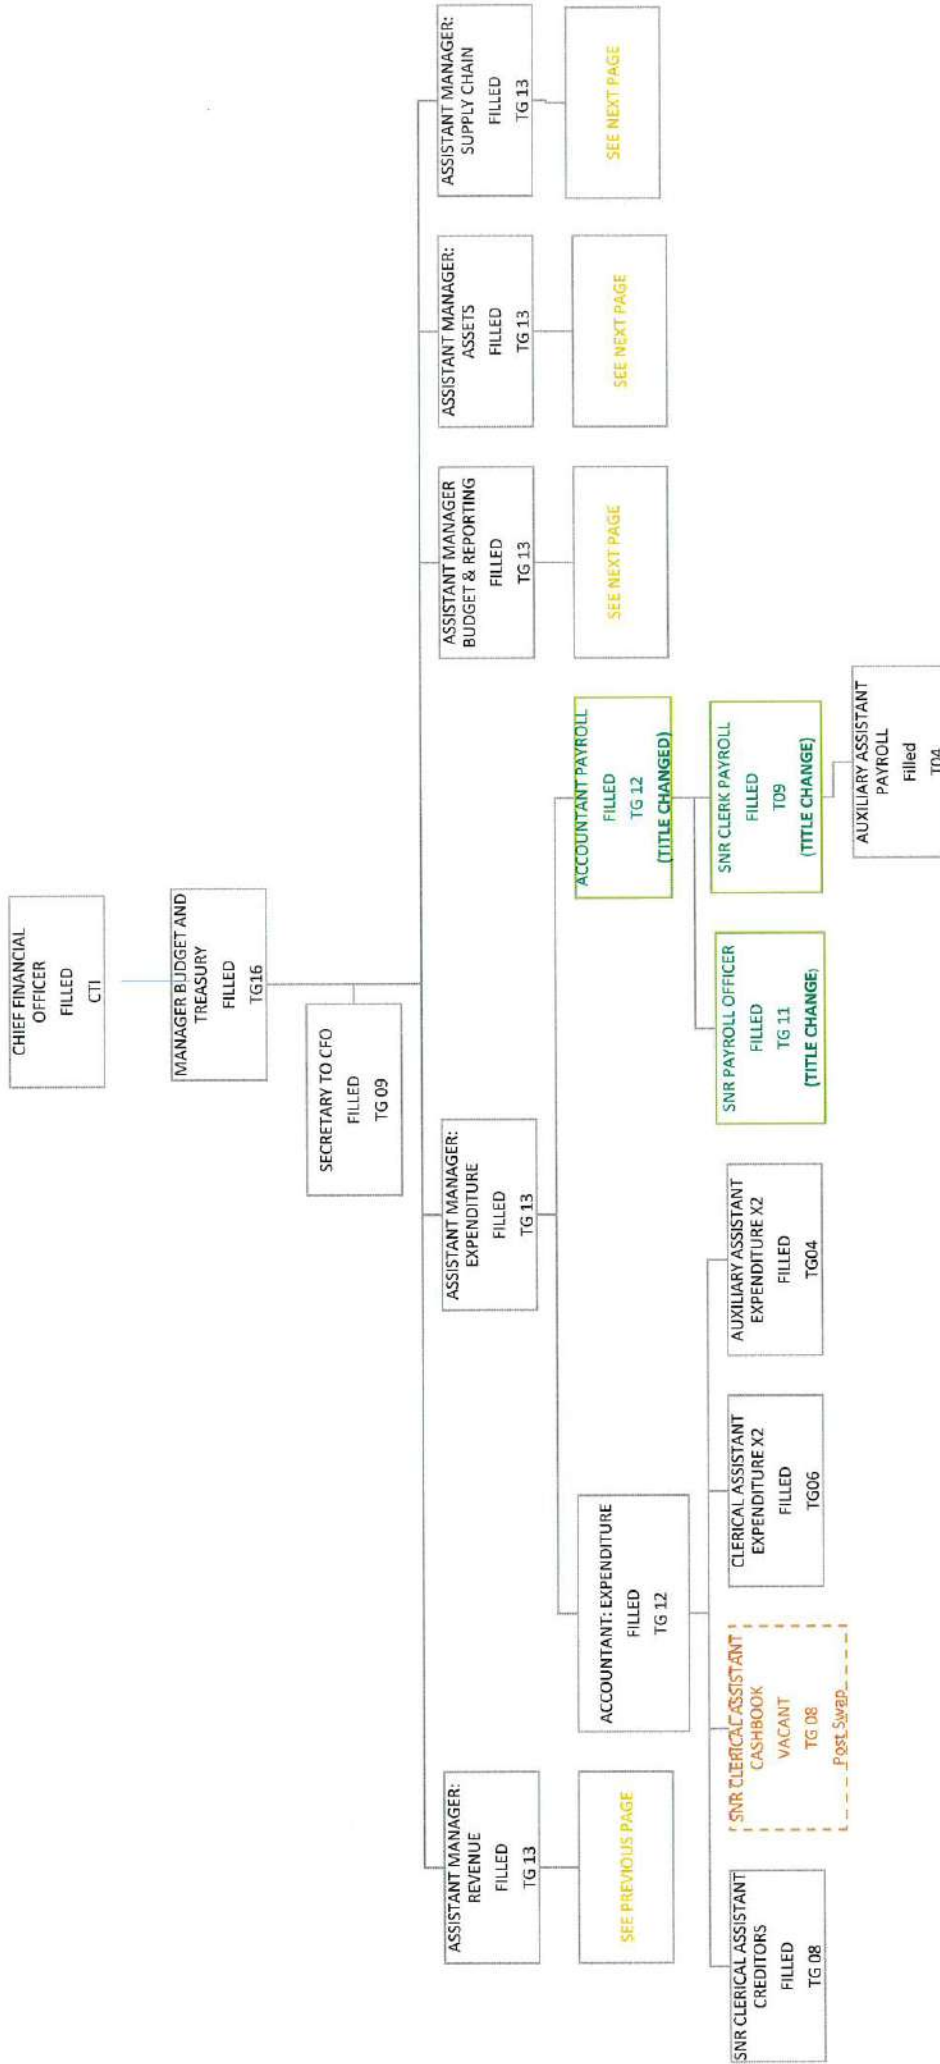 CHIEF FINANCIAL
OFFICER
FILLED
CTI
MANAGER BUDGET AND
TREASURY
FILLED
TG16
SECRETARY TO CFO
FILLED
TG 09
ASSISTANT MANAGER:
REVENUE
FILLED
TG 13
ASSISTANT MANAGER:
EXPENDITURE
FILLED
TG 13
ASSISTANT MANAGER
BUDGET & REPORTING
FILLED
TG 13
ASSISTANT MANAGER:
ASSETS
FILLED
TG 13
ASSISTANT MANAGER:
SUPPLY CHAIN
FILLED
TG 13
SEE PREVIOUS PAGE
ACCOUNTANT: EXPENDITURE
FILLED
TG 12
ACCOUNTANT PAYROLL
FILLED
TG 12
(TITLE CHANGED)
SEE NEXT PAGE
SEE NEXT PAGE
SEE NEXT PAGE
SNR CLERICAL ASSISTANT
CREDITORS
FILLED
TG 08
SNR CLERICAL ASSISTANT
CASHBOOK
VACANT
TG 08
Post Swap
CLERICAL ASSISTANT
EXPENDITURE X2
FILLED
TG06
AUXILIARY ASSISTANT
EXPENDITURE X2
FILLED
TG04
SNR PAYROLL OFFICER
FILLED
TG 11
(TITLE CHANGE)
SNR CLERK PAYROLL
FILLED
T09
(TITLE CHANGE)
AUXILIARY ASSISTANT
PAYROLL
Filled
T04